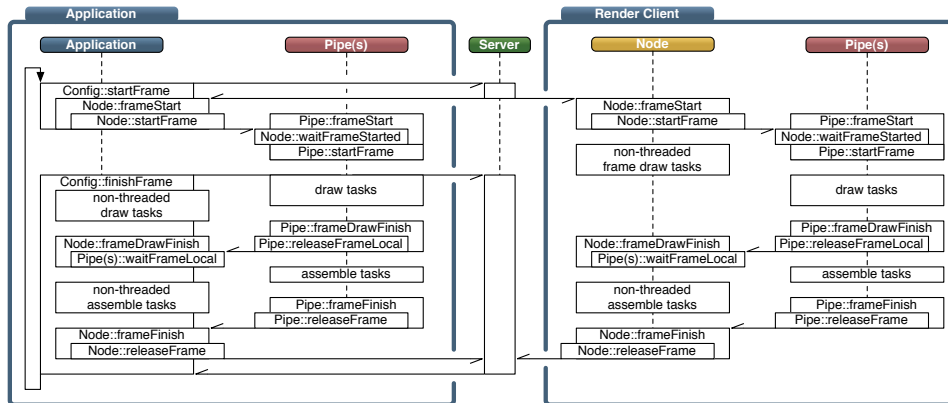 Application
Render Client
Application
Pipe(s)
Server
Node
Pipe(s)
Config::startFrame
Node::frameStart
Node::startFrame
Pipe::frameStart
Node::waitFrameStarted
Pipe::startFrame
Node::frameStart
Node::startFrame
Pipe::frameStart
Node::waitFrameStarted
Pipe::startFrame
non-threaded
frame draw tasks
Config::finishFrame
non-threaded
draw tasks
draw tasks
draw tasks
Pipe::frameDrawFinish
Pipe::releaseFrameLocal
Node::frameDrawFinish
Pipe(s)::waitFrameLocal
Pipe::frameDrawFinish
Pipe::releaseFrameLocal
Node::frameDrawFinish
Pipe(s)::waitFrameLocal
assemble tasks
assemble tasks
non-threaded
assemble tasks
non-threaded
assemble tasks
Pipe::frameFinish
Pipe::releaseFrame
Pipe::frameFinish
Pipe::releaseFrame
Node::frameFinish
Node::releaseFrame
Node::frameFinish
Node::releaseFrame